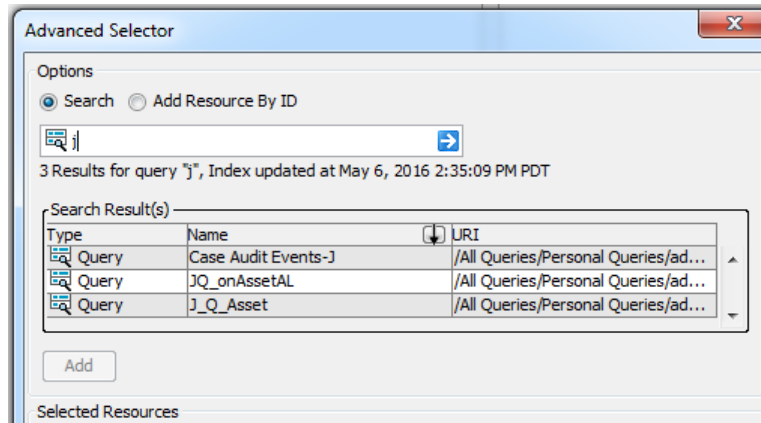 Advanced Selector
Options
Search Add Resource By ID
j
3 Results for query "j", Index updated at May 6, 2016 2:35:09 PM PDT
Search Result(s)
Type Name URI
Query Case Audit Events-J /All Queries/Personal Queries/ad...
Query JQ_onAssetAL /All Queries/Personal Queries/ad...
Query J_Q_Asset /All Queries/Personal Queries/ad...
Add
Selected Resources